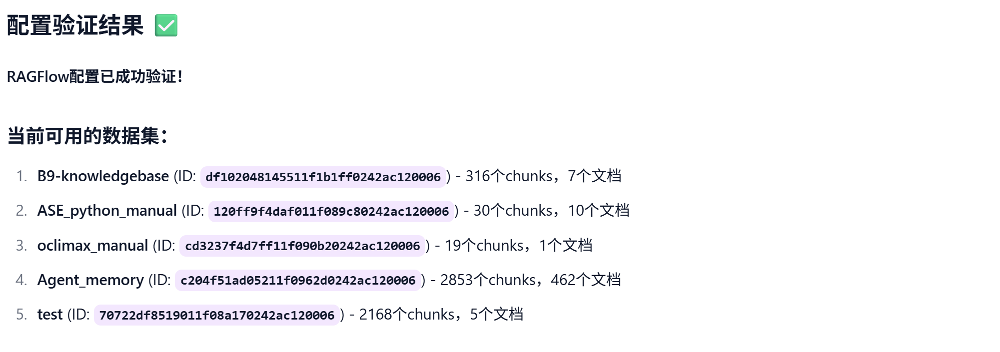 配置验证结果 ✅
RAGFlow配置已成功验证！
当前可用的数据集：
1. B9-knowledgebase (ID: df102048145511f1b1ff0242ac120006) - 316个chunks，7个文档
2. ASE_python_manual (ID: 120ff9f4daf011f089c80242ac120006) - 30个chunks，10个文档
3. oclimax_manual (ID: cd3237f4d7ff11f090b20242ac120006) - 19个chunks，1个文档
4. Agent_memory (ID: c204f51ad05211f0962d0242ac120006) - 2853个chunks，462个文档
5. test (ID: 70722df8519011f08a170242ac120006) - 2168个chunks，5个文档